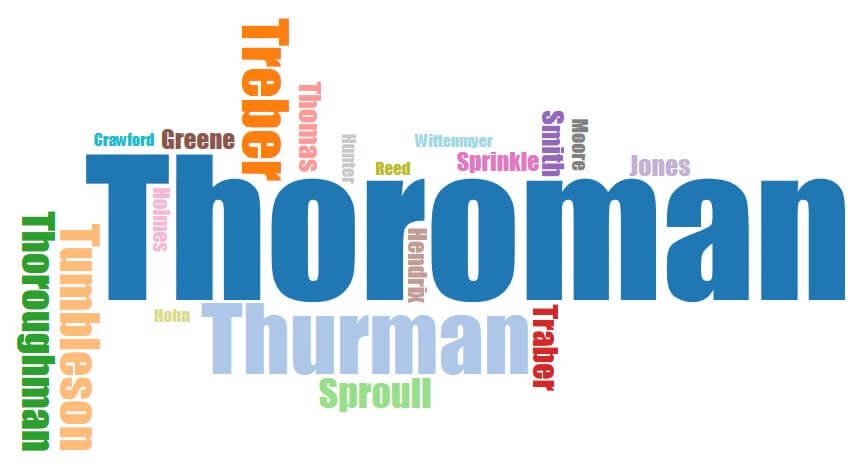 Treber
Thomas
Crawford
Greene
Hunter
Reed
Wittenmyer
Sprinkle
Smith
Moore
Jones
Thoroman
Holmes
Hendrix
Thoroughman
Tumbleson
Hohn
Thurman
Traber
Sproull